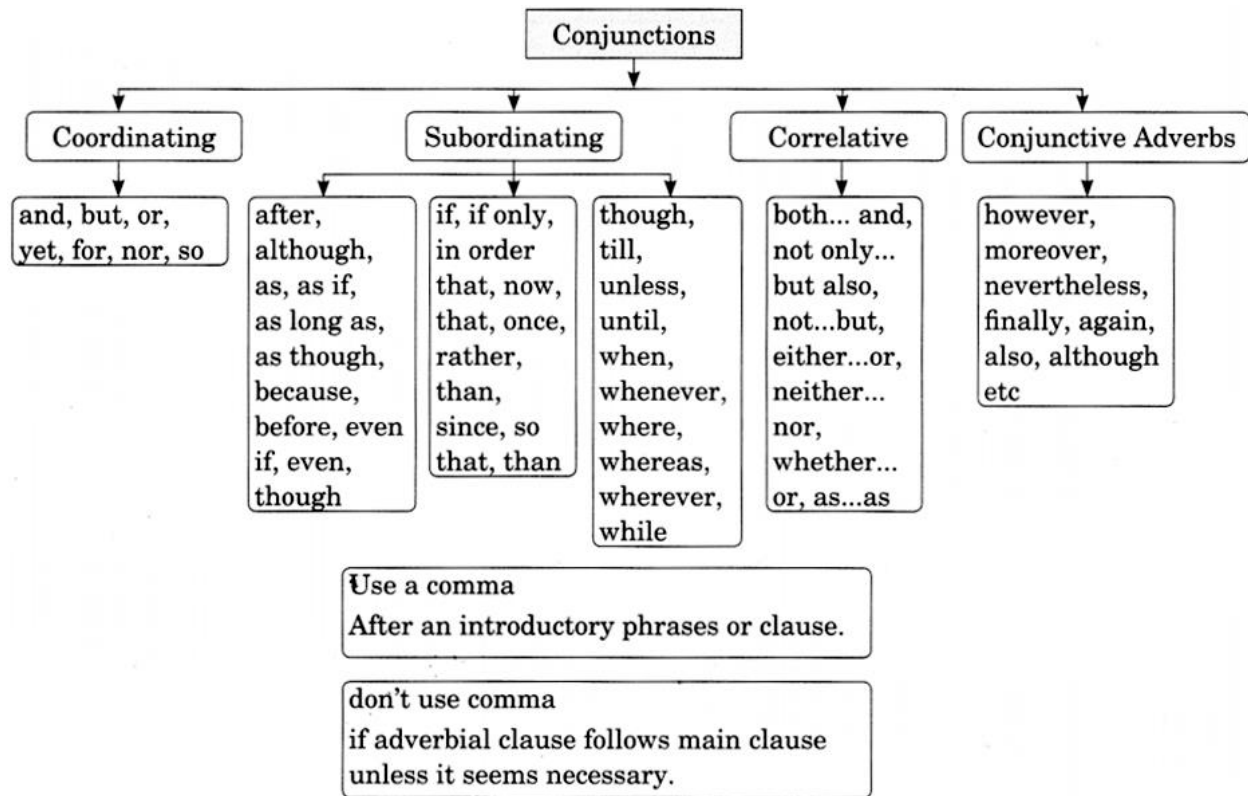 Conjunctions
Coordinating
Subordinating
Correlative
Conjunctive Adverbs
and, but, or,
yet, for, nor, so
after,
although,
as, as if,
as long as,
as though,
because,
before, even
if, even,
though
if, if only,
in order
that, now,
that, once,
rather,
than,
since, so
that, than
though,
till,
unless,
until,
when,
whenever,
where,
whereas,
wherever,
while
both... and,
not only...
but also,
not...but,
either...or,
neither...
nor,
whether...
or, as...as
however,
moreover,
nevertheless,
finally, again,
also, although
etc
Use a comma
After an introductory phrases or clause.
don't use comma
if adverbial clause follows main clause
unless it seems necessary.